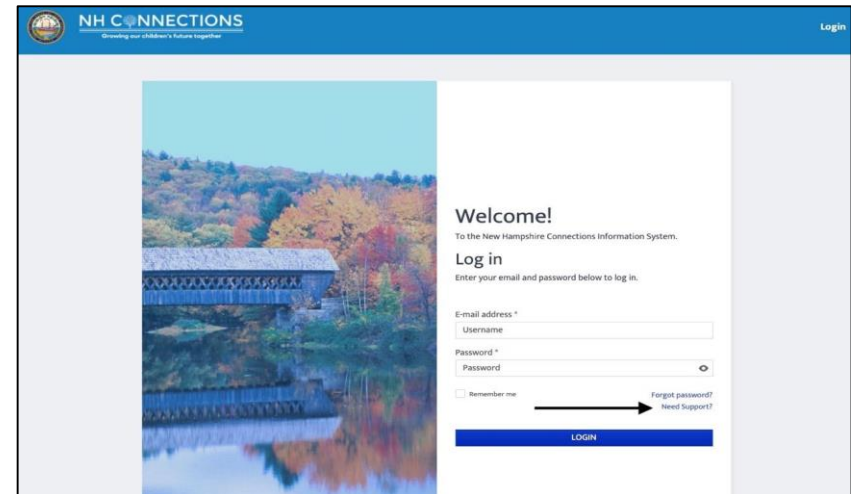 NH CONNECTIONS
Growing our children's future together
Login
Welcome!
To the New Hampshire Connections Information System.
Log in
Enter your email and password below to log in.
E-mail address *
Username
Password *
Password
Remember me
Forgot password?
Need Support?
LOGIN